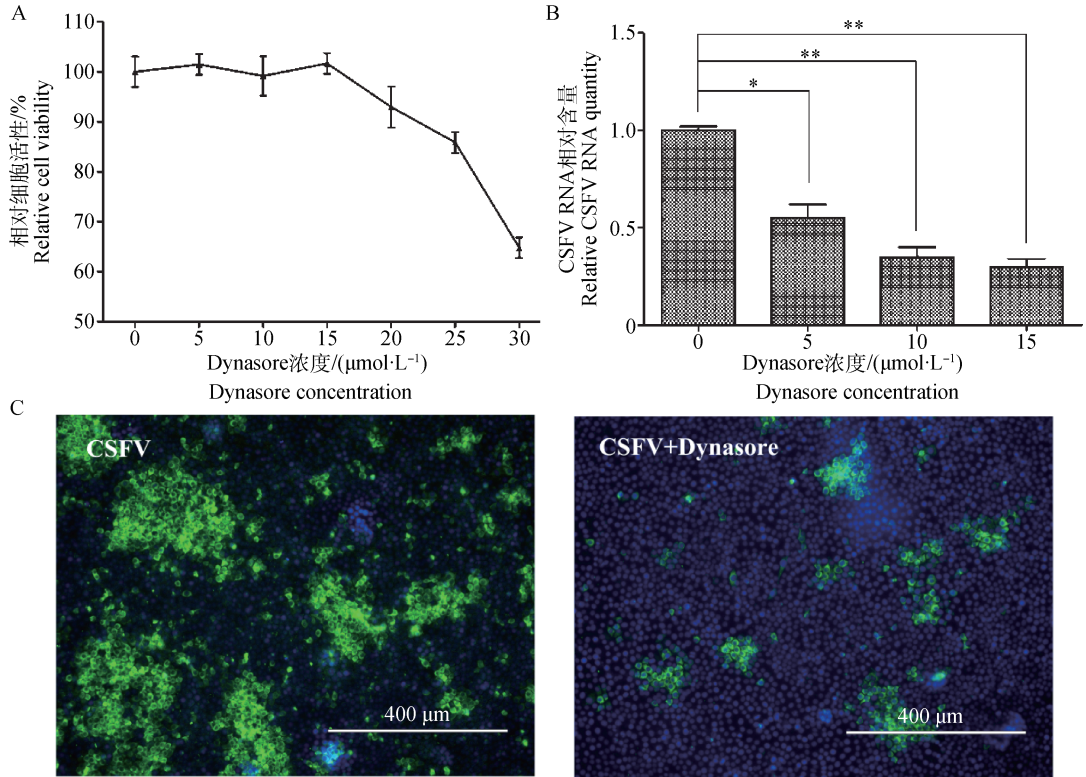 A
110
100
90
80
70
60
50
相对细胞活性/%
Relative cell viability
0 5 10 15 20 25 30
Dynasore浓度/(μmol·L⁻¹)
Dynasore concentration
B
**
**
*
1.5
1.0
0.5
0
CSFV RNA相对含量
Relative CSFV RNA quantity
0 5 10 15
Dynasore浓度/(μmol·L⁻¹)
Dynasore concentration
C
CSFV
400 μm
CSFV+Dynasore
400 μm